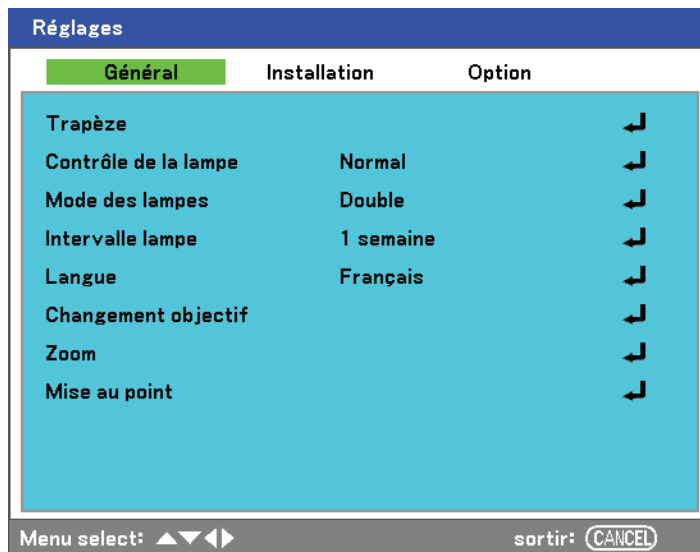 Réglages
Général Installation Option
Trapèze
Contrôle de la lampe Normal
Mode des lampes Double
Intervalle lampe 1 semaine
Langue Français
Changement objectif
Zoom
Mise au point
Menu select: ▲▼◀▶ sortir: CANCEL